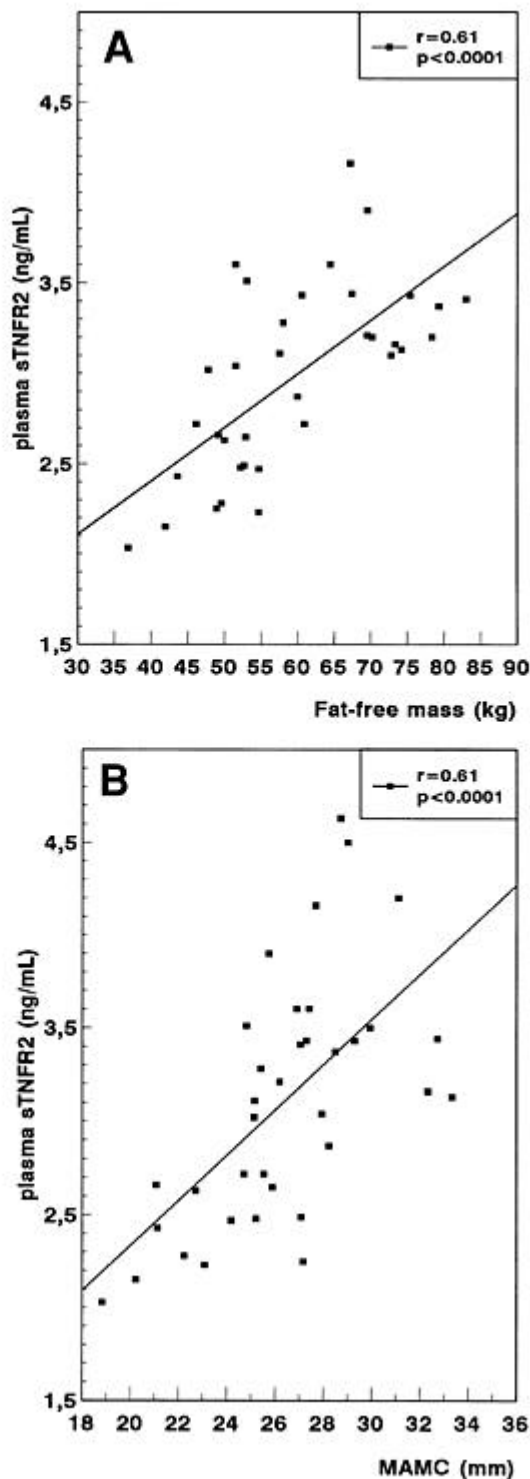 A
r=0.61
p<0.0001
4,5
3,5
2,5
1,5
plasma sTNFR2 (ng/mL)
30 35 40 45 50 55 60 65 70 75 80 85 90
Fat-free mass (kg)
B
r=0.61
p<0.0001
4,5
3,5
2,5
1,5
plasma sTNFR2 (ng/mL)
18 20 22 24 26 28 30 32 34 36
MAMC (mm)